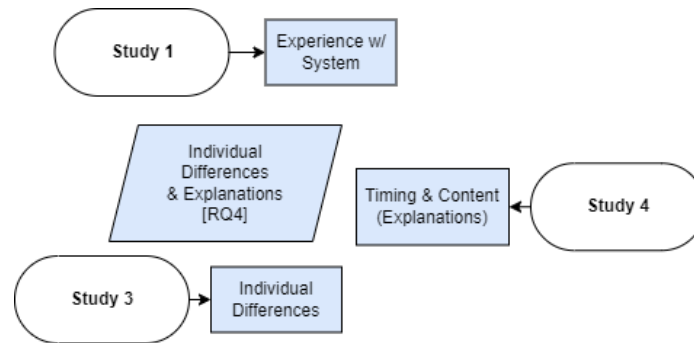 Study 1
Experience w/
System
Individual
Differences
& Explanations
[RQ4]
Timing & Content
(Explanations)
Study 4
Study 3
Individual
Differences